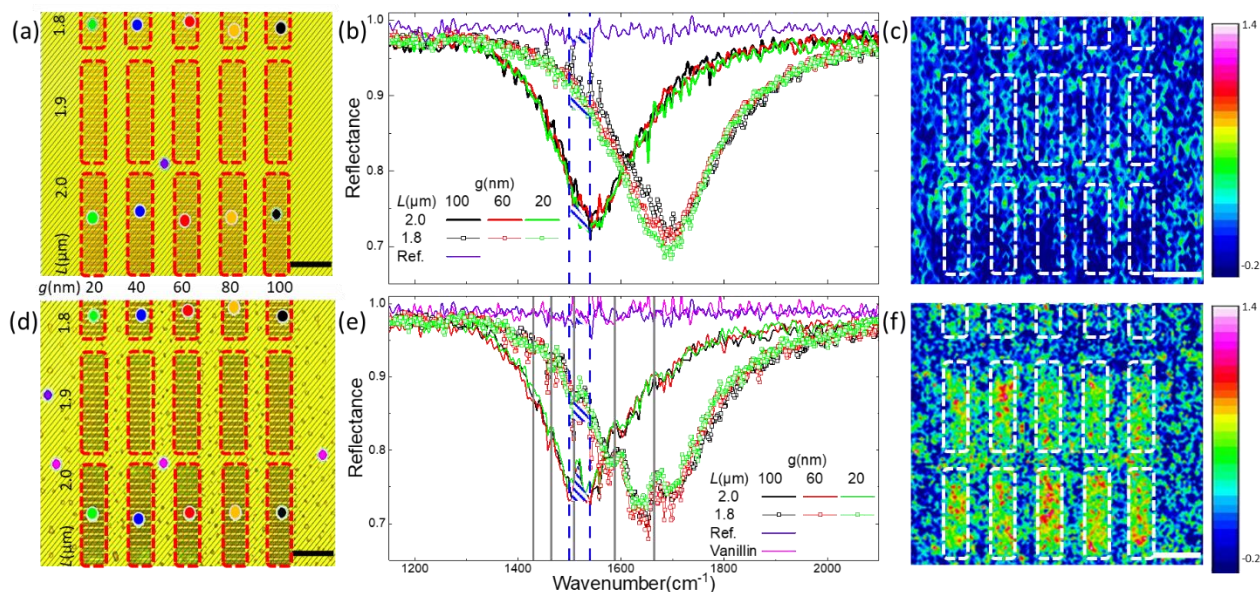 (a)
1.8
1.9
2.0
L(μm)
g(nm) 20 40 60 80 100
(b)
Reflectance
1.0
0.9
0.8
0.7
g(nm)
L(μm) 100 60 20
2.0
1.8
Ref.
(c)
1.4
-0.2
(d)
1.8
1.9
2.0
L(μm)
(e)
Reflectance
1.0
0.9
0.8
0.7
g(nm)
L(μm) 100 60 20
2.0
1.8
Ref.
Vanillin
1200 1400 1600 1800 2000
Wavenumber(cm-1)
(f)
1.4
-0.2